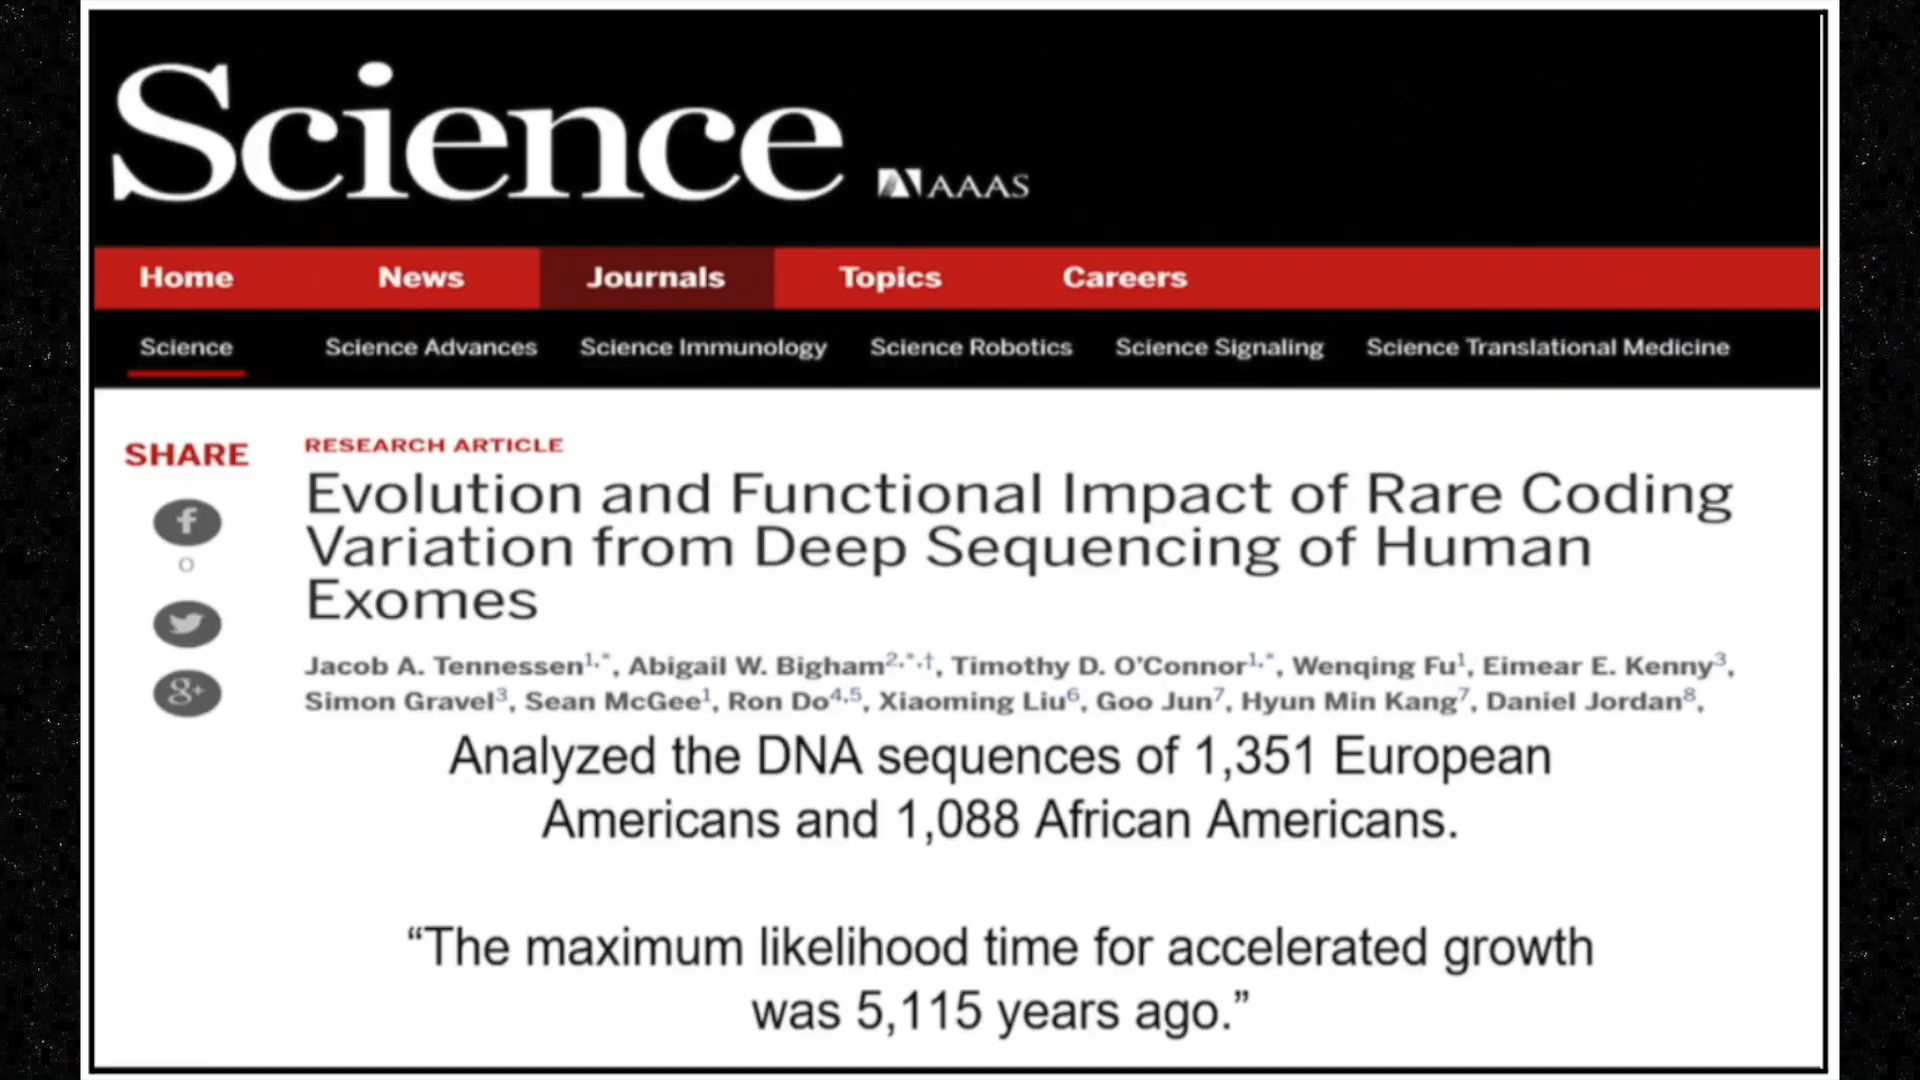 Science AAAS
Home News Journals Topics Careers
Science Science Advances Science Immunology Science Robotics Science Signaling Science Translational Medicine
SHARE
f
0
g+
RESEARCH ARTICLE
Evolution and Functional Impact of Rare Coding
Variation from Deep Sequencing of Human
Exomes
Jacob A. Tennessen1,*, Abigail W. Bigham2,*,†, Timothy D. O'Connor1,*, Wenqing Fu1, Eimear E. Kenny3,
Simon Gravel3, Sean McGee1, Ron Do4,5, Xiaoming Liu6, Goo Jun7, Hyun Min Kang7, Daniel Jordan8,
Analyzed the DNA sequences of 1,351 European
Americans and 1,088 African Americans.
“The maximum likelihood time for accelerated growth
was 5,115 years ago.”